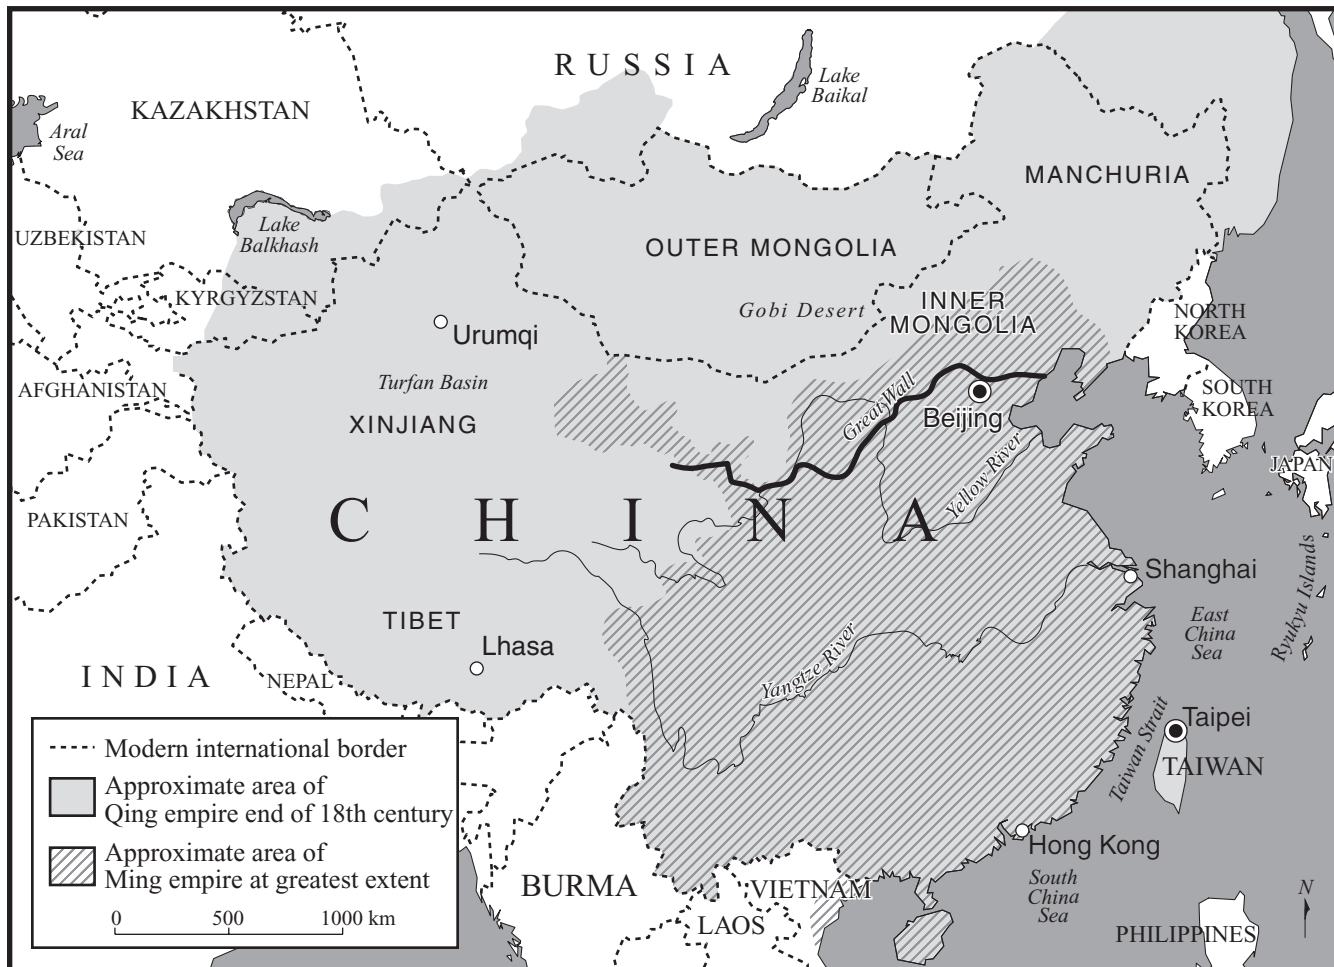 RUSSIA
Lake
Baikal
KAZAKHSTAN
Aral
Sea
MANCHURIA
Lake
Balkhash
UZBEKISTAN
OUTER MONGOLIA
KYRGYZSTAN
Gobi Desert
INNER
MONGOLIA
NORTH
KOREA
Urumqi
Turfan Basin
AFGHANISTAN
XINJIANG
Great Wall
Beijing
SOUTH
KOREA
Yellow River
JAPAN
PAKISTAN
CHINA
Shanghai
Ryukyu Islands
East
China
Sea
TIBET
Lhasa
Yangtze River
INDIA
NEPAL
Taiwan Strait
Taipei
TAIWAN
Hong Kong
South
China
Sea
BURMA
VIETNAM
LAOS
PHILIPPINES
N
Modern international border
Approximate area of
Qing empire end of 18th century
Approximate area of
Ming empire at greatest extent
0 500 1000 km